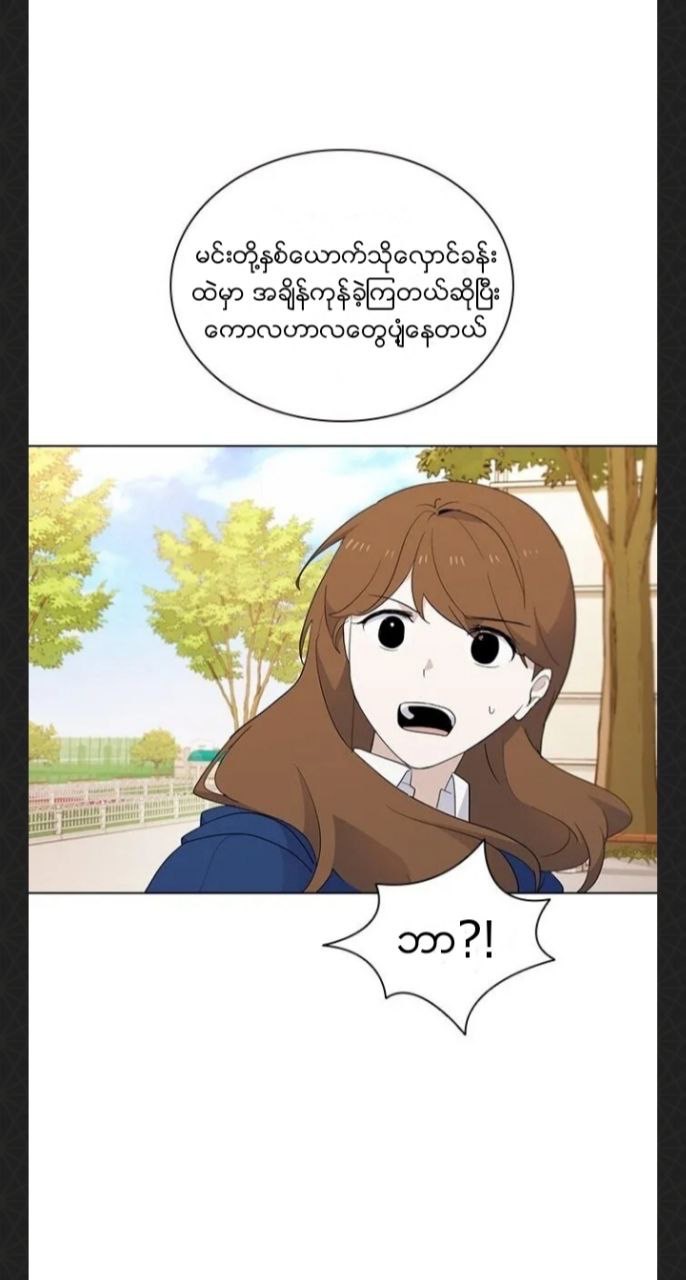 မင်းတို့နှစ်ယောက်သိုလှောင်ခန်း
ထဲမှာ အချိန်ကုန်ခဲ့ကြတယ်ဆိုပြီး
ကောလဟာလတွေပျံ့နေတယ်
ဘာ?!